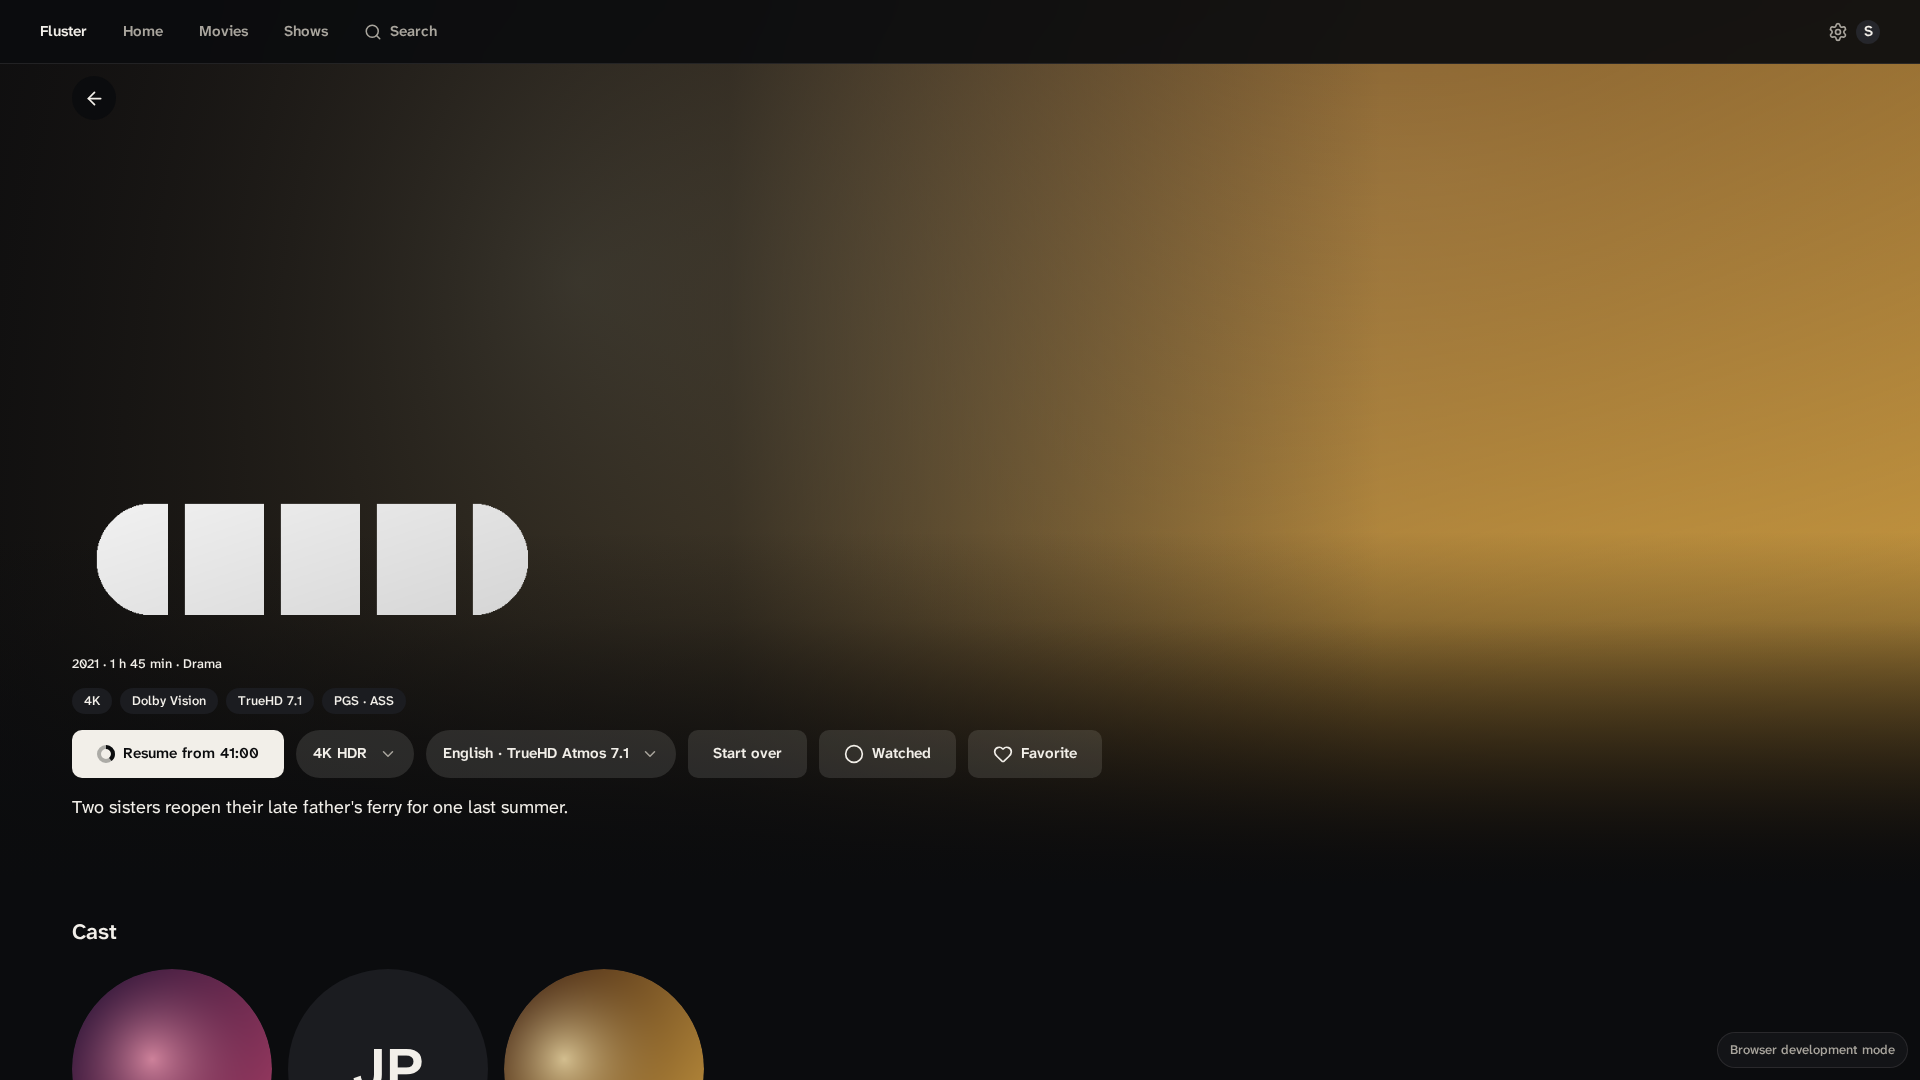 Fluster Home Movies Shows Search S
2021 · 1 h 45 min · Drama
4K Dolby Vision TrueHD 7.1 PGS · ASS
Resume from 41:00 4K HDR English · TrueHD Atmos 7.1 Start over Watched Favorite
Two sisters reopen their late father's ferry for one last summer.
Cast
JP
Browser development mode